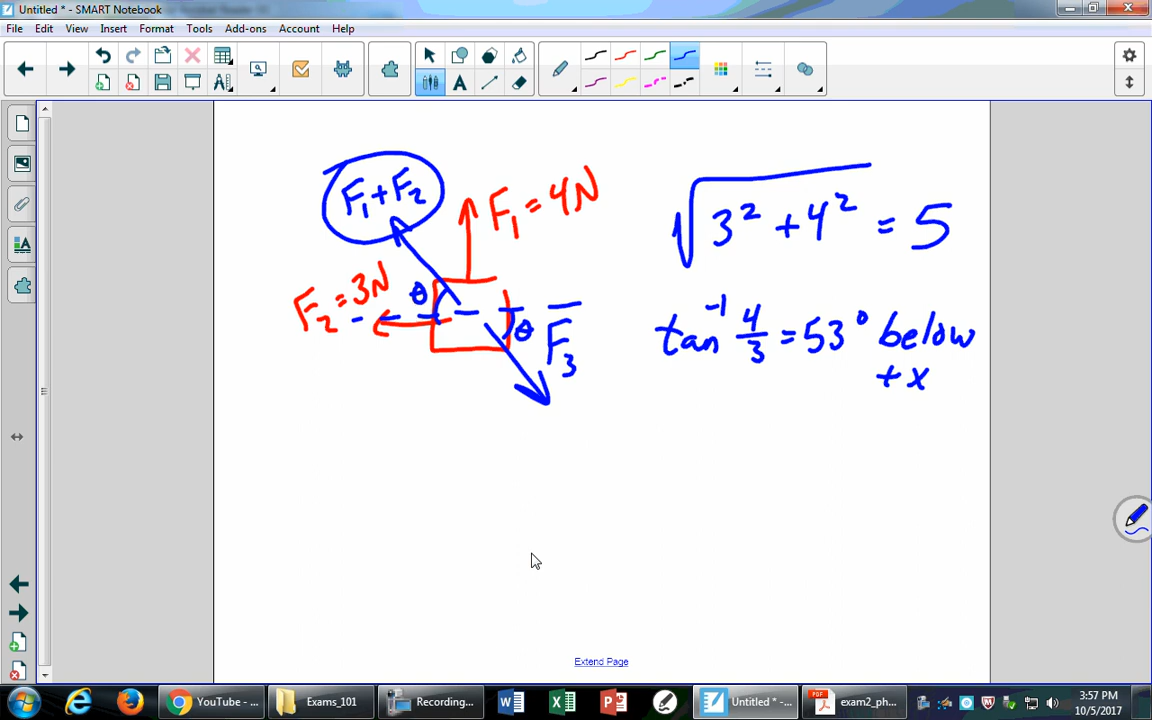 Untitled * - SMART Notebook
File Edit View Insert Format Tools Add-ons Account Help
F₁+F₂
F₁=4N
F₂=3N
θ
θ
F₃
√3²+4² = 5
tan⁻¹ 4/3 = 53° below
+x
Extend Page
YouTube - ...
Exams_101
Recording...
Untitled * -...
exam2_ph...
3:57 PM
10/5/2017